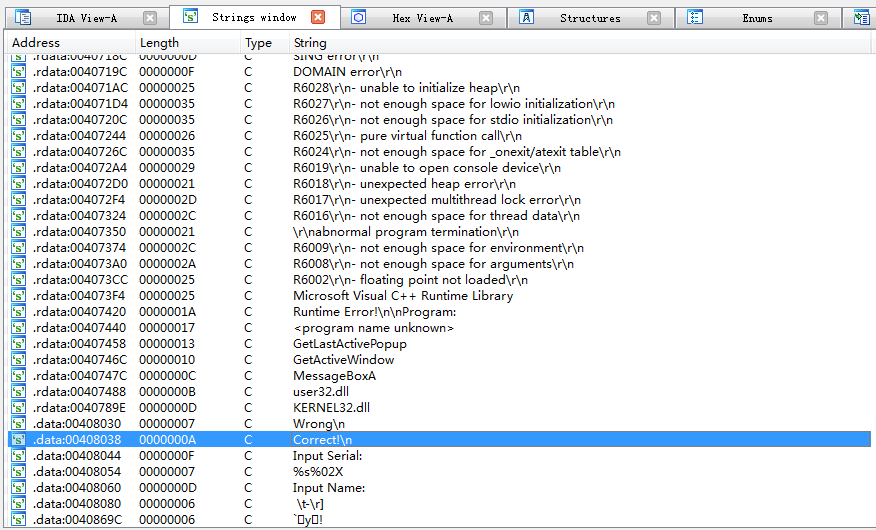 IDA View-A Strings window Hex View-A Structures Enums
Address Length Type String
.rdata:0040718C 0000000D C SING error\r\n
.rdata:0040719C 0000000F C DOMAIN error\r\n
.rdata:004071AC 00000025 C R6028\r\n- unable to initialize heap\r\n
.rdata:004071D4 00000035 C R6027\r\n- not enough space for lowio initialization\r\n
.rdata:0040720C 00000035 C R6026\r\n- not enough space for stdio initialization\r\n
.rdata:00407244 00000026 C R6025\r\n- pure virtual function call\r\n
.rdata:0040726C 00000035 C R6024\r\n- not enough space for _onexit/atexit table\r\n
.rdata:004072A4 00000029 C R6019\r\n- unable to open console device\r\n
.rdata:004072D0 00000021 C R6018\r\n- unexpected heap error\r\n
.rdata:004072F4 0000002D C R6017\r\n- unexpected multithread lock error\r\n
.rdata:00407324 0000002C C R6016\r\n- not enough space for thread data\r\n
.rdata:00407350 00000021 C \r\nabnormal program termination\r\n
.rdata:00407374 0000002C C R6009\r\n- not enough space for environment\r\n
.rdata:004073A0 0000002A C R6008\r\n- not enough space for arguments\r\n
.rdata:004073CC 00000025 C R6002\r\n- floating point not loaded\r\n
.rdata:004073F4 00000025 C Microsoft Visual C++ Runtime Library
.rdata:00407420 0000001A C Runtime Error!\n\nProgram:
.rdata:00407440 00000017 C <program name unknown>
.rdata:00407458 00000013 C GetLastActivePopup
.rdata:0040746C 00000010 C GetActiveWindow
.rdata:0040747C 0000000C C MessageBoxA
.rdata:00407488 0000000B C user32.dll
.rdata:0040789E 0000000D C KERNEL32.dll
.data:00408030 00000007 C Wrong\n
.data:00408038 0000000A C Correct!\n
.data:00408044 0000000F C Input Serial:
.data:00408054 00000007 C %s%02X
.data:00408060 0000000D C Input Name:
.data:00408080 00000006 C \t-\r]
.data:0040869C 00000006 C `▯y▯!